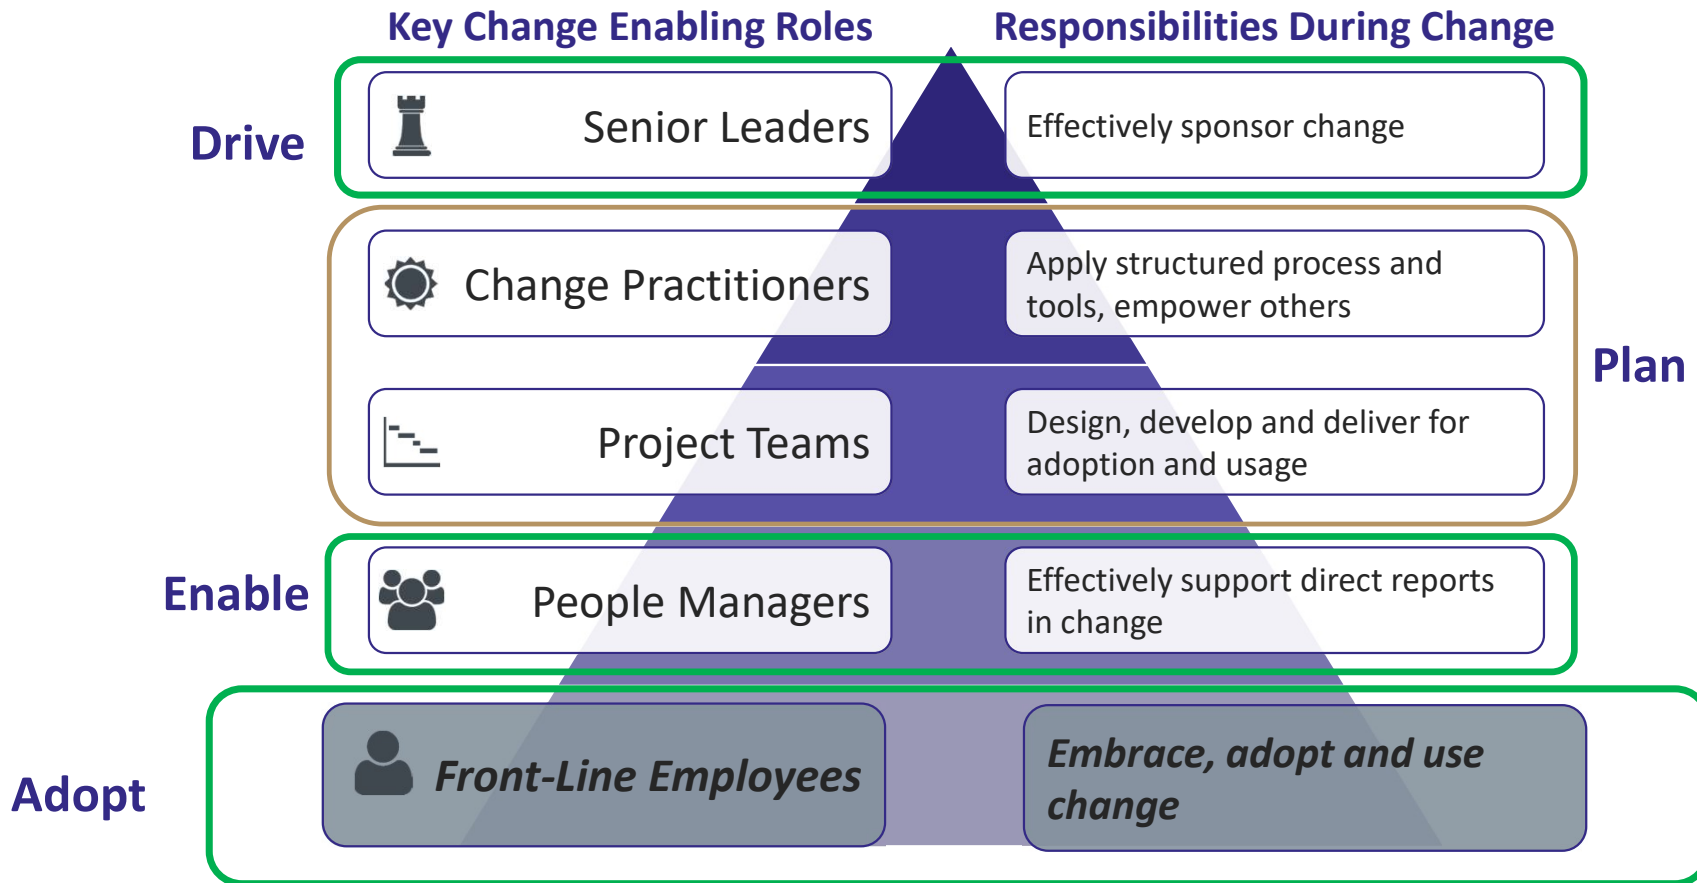 Key Change Enabling Roles
Responsibilities During Change
Drive
Senior Leaders
Effectively sponsor change
Change Practitioners
Apply structured process and
tools, empower others
Plan
Project Teams
Design, develop and deliver for
adoption and usage
Enable
People Managers
Effectively support direct reports
in change
Adopt
Front-Line Employees
Embrace, adopt and use
change